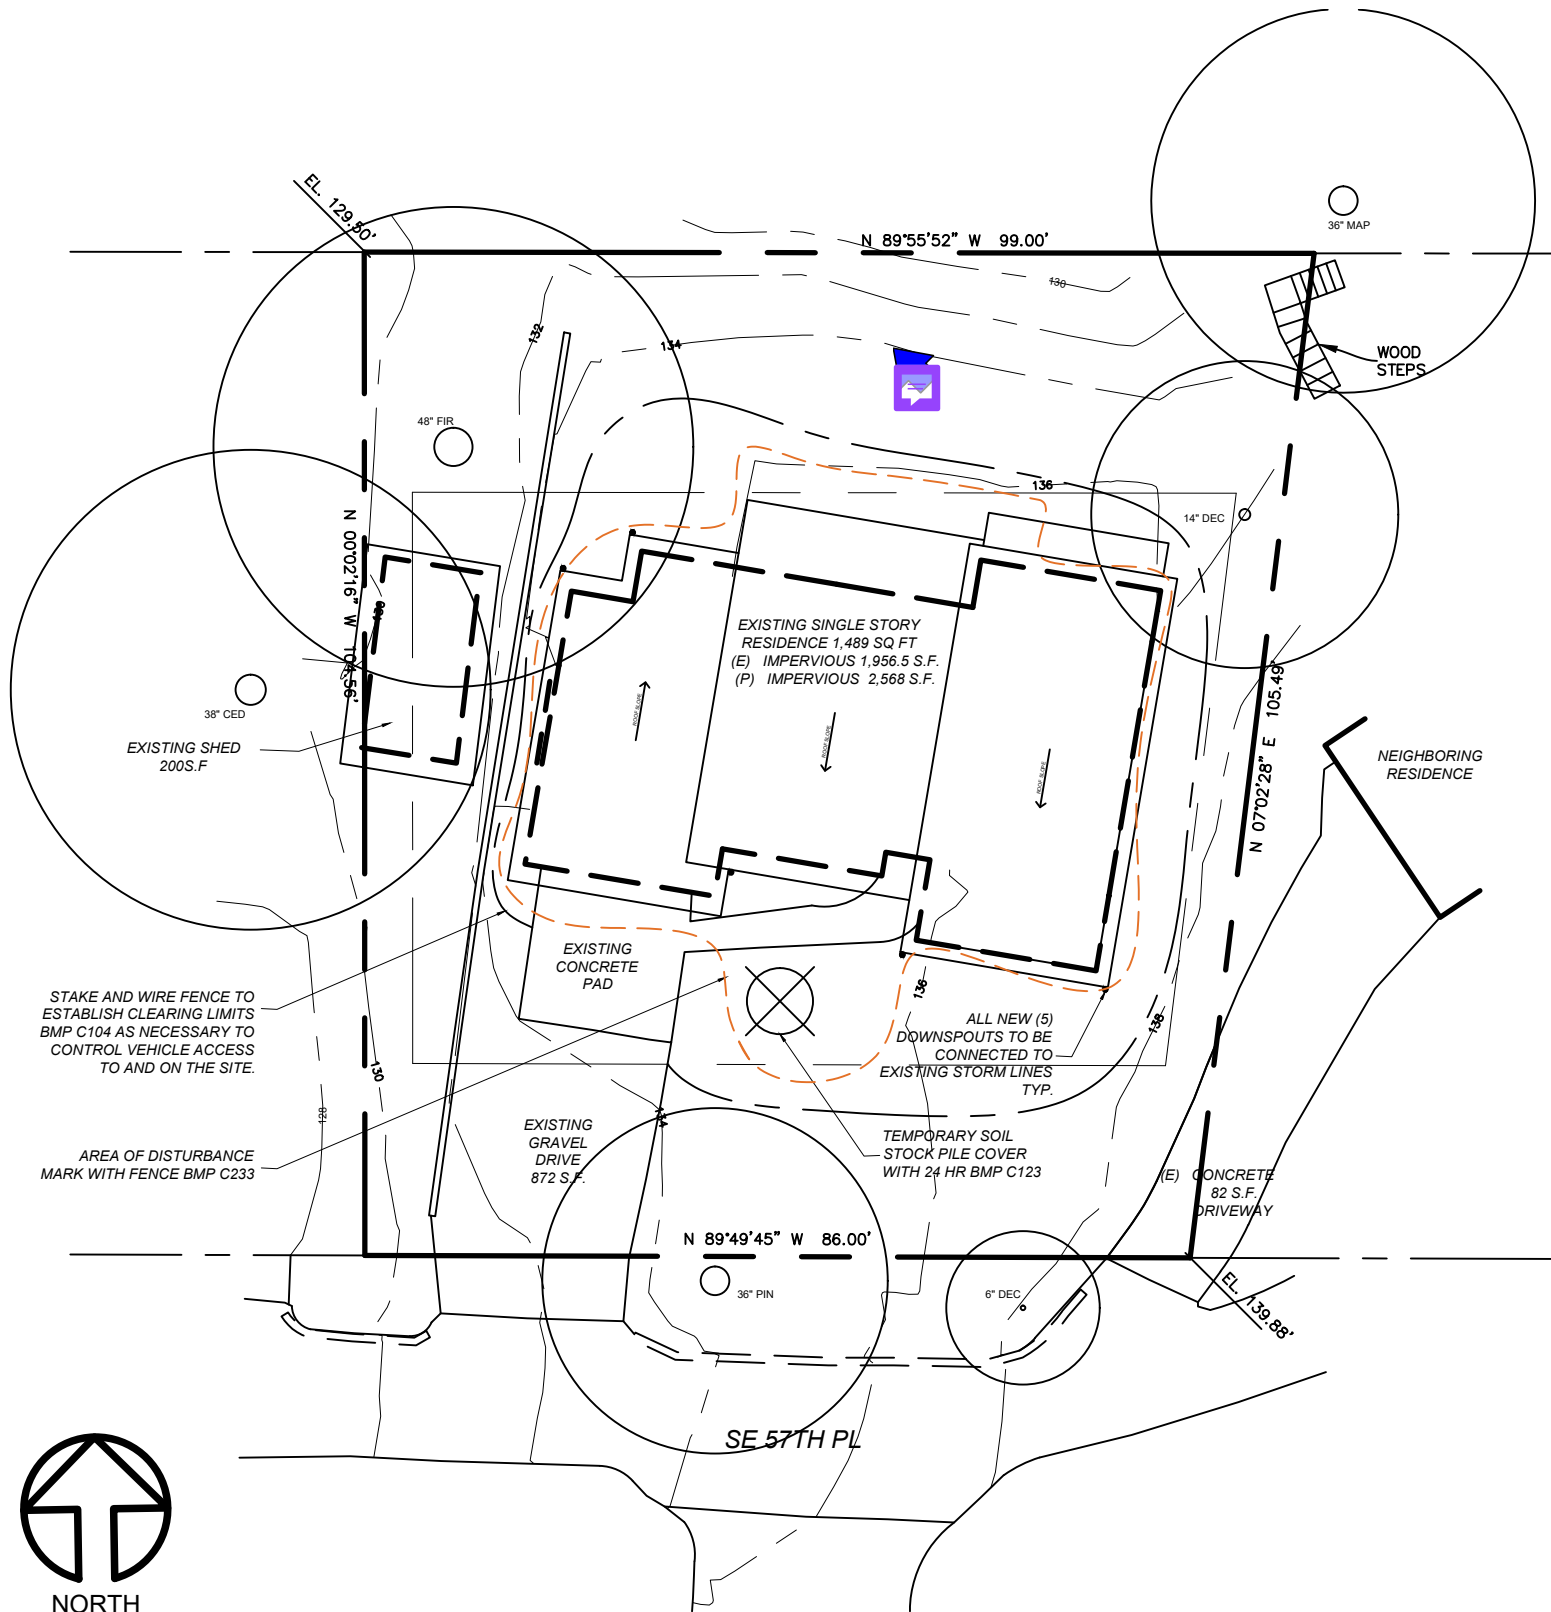 36" MAP
EL. 129.50'
N 89°55'52" W 99.00'
130
132
134
WOOD
STEPS
48" FIR
136
14" DEC
N 00°02'16" W 104.56'
130
EXISTING SINGLE STORY
RESIDENCE 1,489 SQ FT
(E) IMPERVIOUS 1,956.5 S.F.
(P) IMPERVIOUS 2,568 S.F.
38" CED
ROOF SLOPE
ROOF SLOPE
ROOF SLOPE
N 07°02'28" E 105.49'
EXISTING SHED
200S.F
NEIGHBORING
RESIDENCE
EXISTING
CONCRETE
PAD
STAKE AND WIRE FENCE TO
ESTABLISH CLEARING LIMITS
BMP C104 AS NECESSARY TO
CONTROL VEHICLE ACCESS
TO AND ON THE SITE.
136
138
ALL NEW (5)
DOWNSPOUTS TO BE
CONNECTED TO
EXISTING STORM LINES
TYP.
130
128
134
EXISTING
GRAVEL
DRIVE
872 S.F.
TEMPORARY SOIL
STOCK PILE COVER
WITH 24 HR BMP C123
AREA OF DISTURBANCE
MARK WITH FENCE BMP C233
(E) CONCRETE
82 S.F.
DRIVEWAY
N 89°49'45" W 86.00'
36" PIN
6" DEC
EL. 139.88'
SE 57TH PL
NORTH